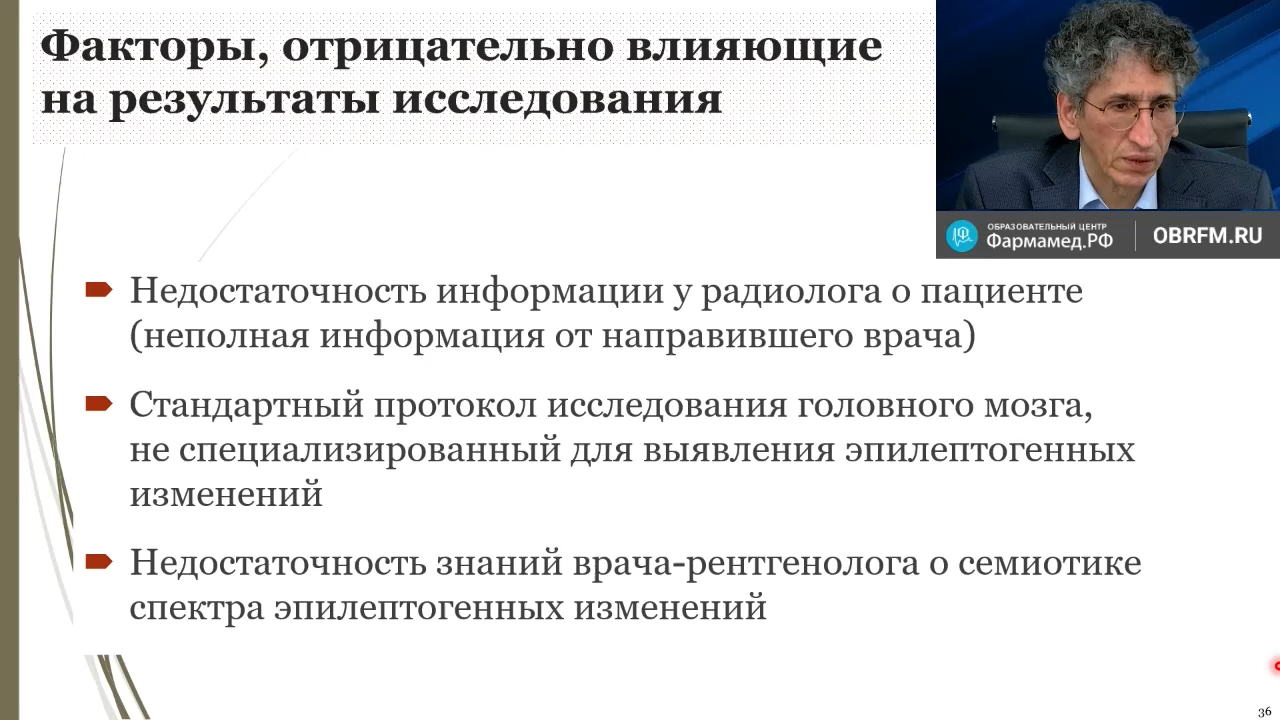 Факторы, отрицательно влияющие
на результаты исследования
ОБРАЗОВАТЕЛЬНЫЙ ЦЕНТР
Фармамед.РФ
OBRFM.RU
Недостаточность информации у радиолога о пациенте
(неполная информация от направившего врача)
Стандартный протокол исследования головного мозга,
не специализированный для выявления эпилептогенных
изменений
Недостаточность знаний врача-рентгенолога о семиотике
спектра эпилептогенных изменений
36